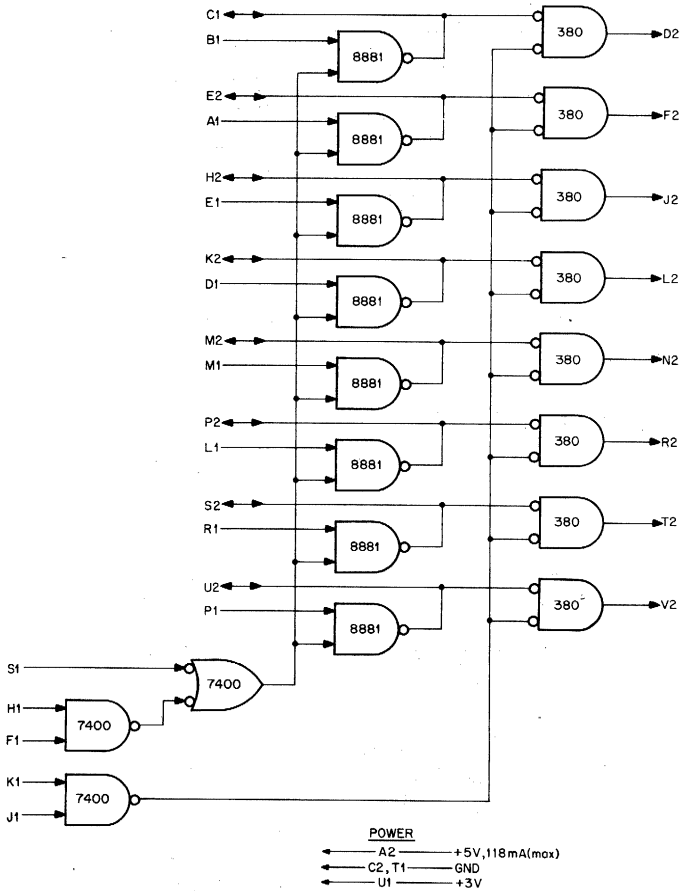 C1
B1
8881
380
D2
E2
A1
8881
380
F2
H2
E1
8881
380
J2
K2
D1
8881
380
L2
M2
M1
8881
380
N2
P2
L1
8881
380
R2
S2
R1
8881
380
T2
U2
P1
8881
380
V2
S1
7400
H1
7400
F1
K1
7400
J1
POWER
A2 +5V,118mA(max)
C2,T1 GND
U1 +3V